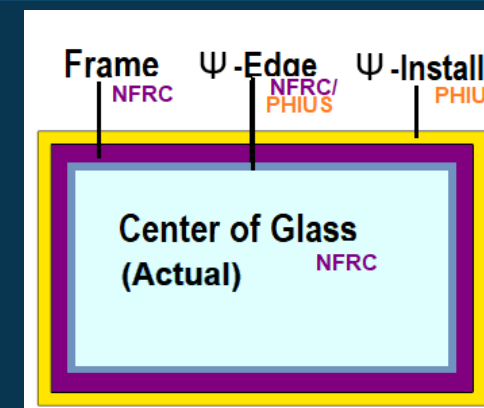 Frame Ψ-Edge Ψ-Install
NFRC NFRC/ PHIU
PHIUS
Center of Glass
(Actual) NFRC